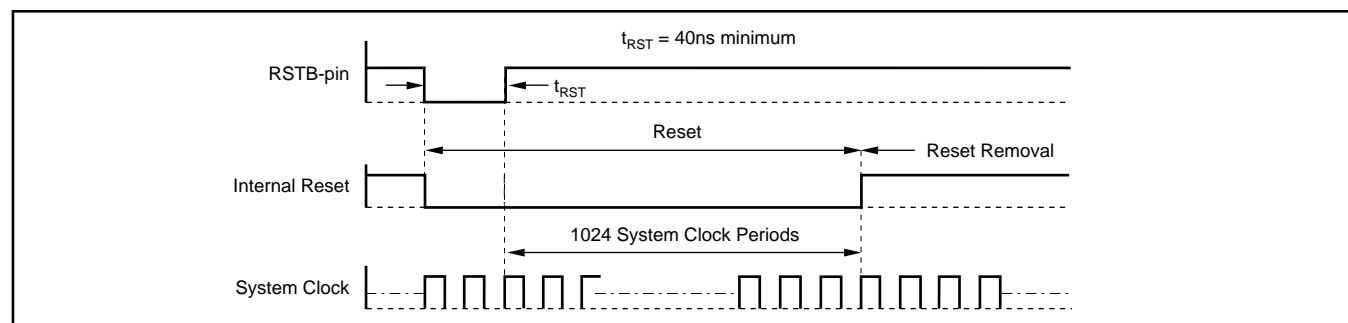 t_RST = 40ns minimum
RSTB-pin
t_RST
Reset
Reset Removal
Internal Reset
1024 System Clock Periods
System Clock